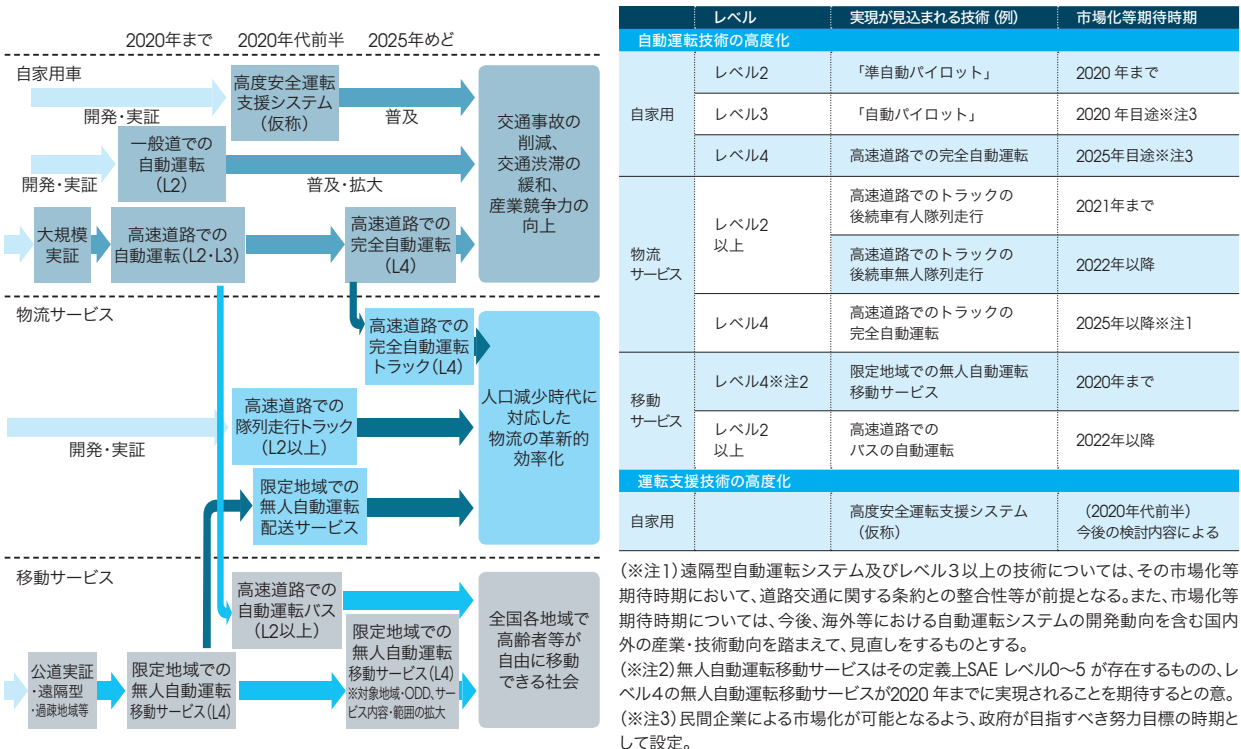 2020年まで 2020年代前半 2025年めど
自家用車
開発・実証
高度安全運転
支援システム
（仮称）
普及
開発・実証
一般道での
自動運転
（L2）
普及・拡大
大規模
実証
高速道路での
自動運転（L2・L3）
高速道路での
完全自動運転
（L4）
交通事故の
削減、
交通渋滞の
緩和、
産業競争力の
向上
物流サービス
高速道路での
完全自動運転
トラック（L4）
開発・実証
高速道路での
隊列走行トラック
（L2以上）
限定地域での
無人自動運転
配送サービス
人口減少時代に
対応した
物流の革新的
効率化
移動サービス
高速道路での
自動運転バス
（L2以上）
公道実証
・遠隔型
・過疎地域等
限定地域での
無人自動運転
移動サービス（L4）
限定地域での
無人自動運転
移動サービス（L4）
※対象地域・ODD、サー
ビス内容・範囲の拡大
全国各地域で
高齢者等が
自由に移動
できる社会
レベル 実現が見込まれる技術（例） 市場化等期待時期
自動運転技術の高度化
自家用
レベル2 「準自動パイロット」 2020 年まで
レベル3 「自動パイロット」 2020 年目途※注3
レベル4 高速道路での完全自動運転 2025年目途※注3
物流
サービス
レベル2
以上
高速道路でのトラックの
後続車有人隊列走行
2021年まで
高速道路でのトラックの
後続車無人隊列走行
2022年以降
レベル4
高速道路でのトラックの
完全自動運転
2025年以降※注1
移動
サービス
レベル4※注2
限定地域での無人自動運転
移動サービス
2020年まで
レベル2
以上
高速道路での
バスの自動運転
2022年以降
運転支援技術の高度化
自家用
高度安全運転支援システム
（仮称）
（2020年代前半）
今後の検討内容による
（※注1）遠隔型自動運転システム及びレベル３以上の技術については、その市場化等
期待時期において、道路交通に関する条約との整合性等が前提となる。また、市場化等
期待時期については、今後、海外等における自動運転システムの開発動向を含む国内
外の産業・技術動向を踏まえて、見直しをするものとする。
（※注2）無人自動運転移動サービスはその定義上SAE レベル0〜5 が存在するものの、レ
ベル４の無人自動運転移動サービスが2020 年までに実現されることを期待するとの意。
（※注3）民間企業による市場化が可能となるよう、政府が目指すべき努力目標の時期と
して設定。